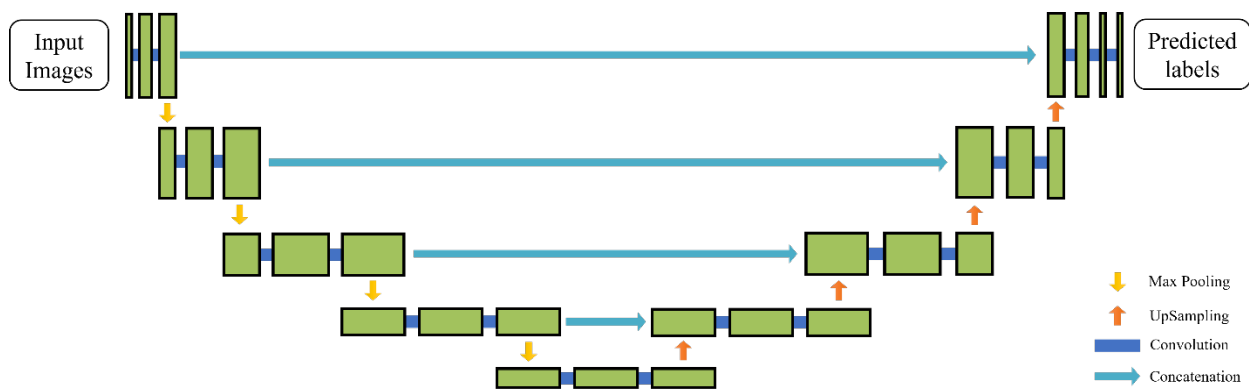 Input
Images
Predicted
labels
Max Pooling
UpSampling
Convolution
Concatenation